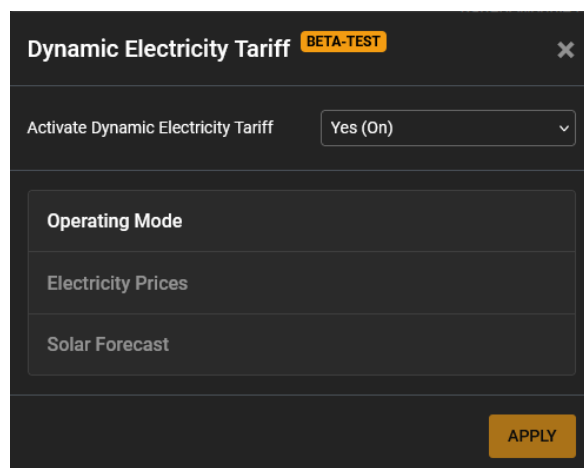 Dynamic Electricity Tariff BETA-TEST
Activate Dynamic Electricity Tariff Yes (On)
Operating Mode
Electricity Prices
Solar Forecast
APPLY